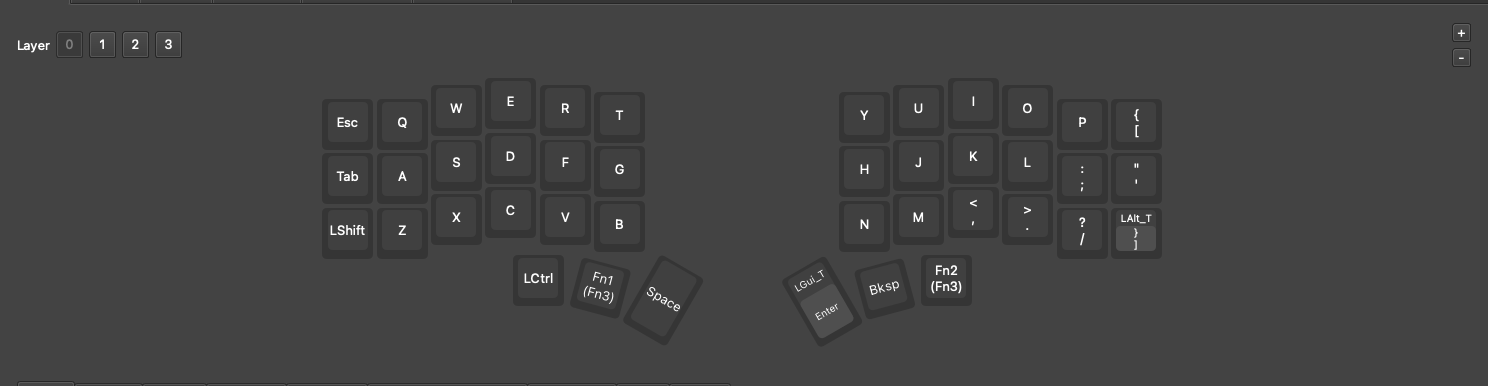 Layer 0 1 2 3
+
-
Esc Q W E R T Y U I O P { [
Tab A S D F G H J K L : ; " '
LShift Z X C V B N M < , > . ? / LAlt_T } ]
LCtrl Fn1 (Fn3) Space LGui_T Enter Bksp Fn2 (Fn3)